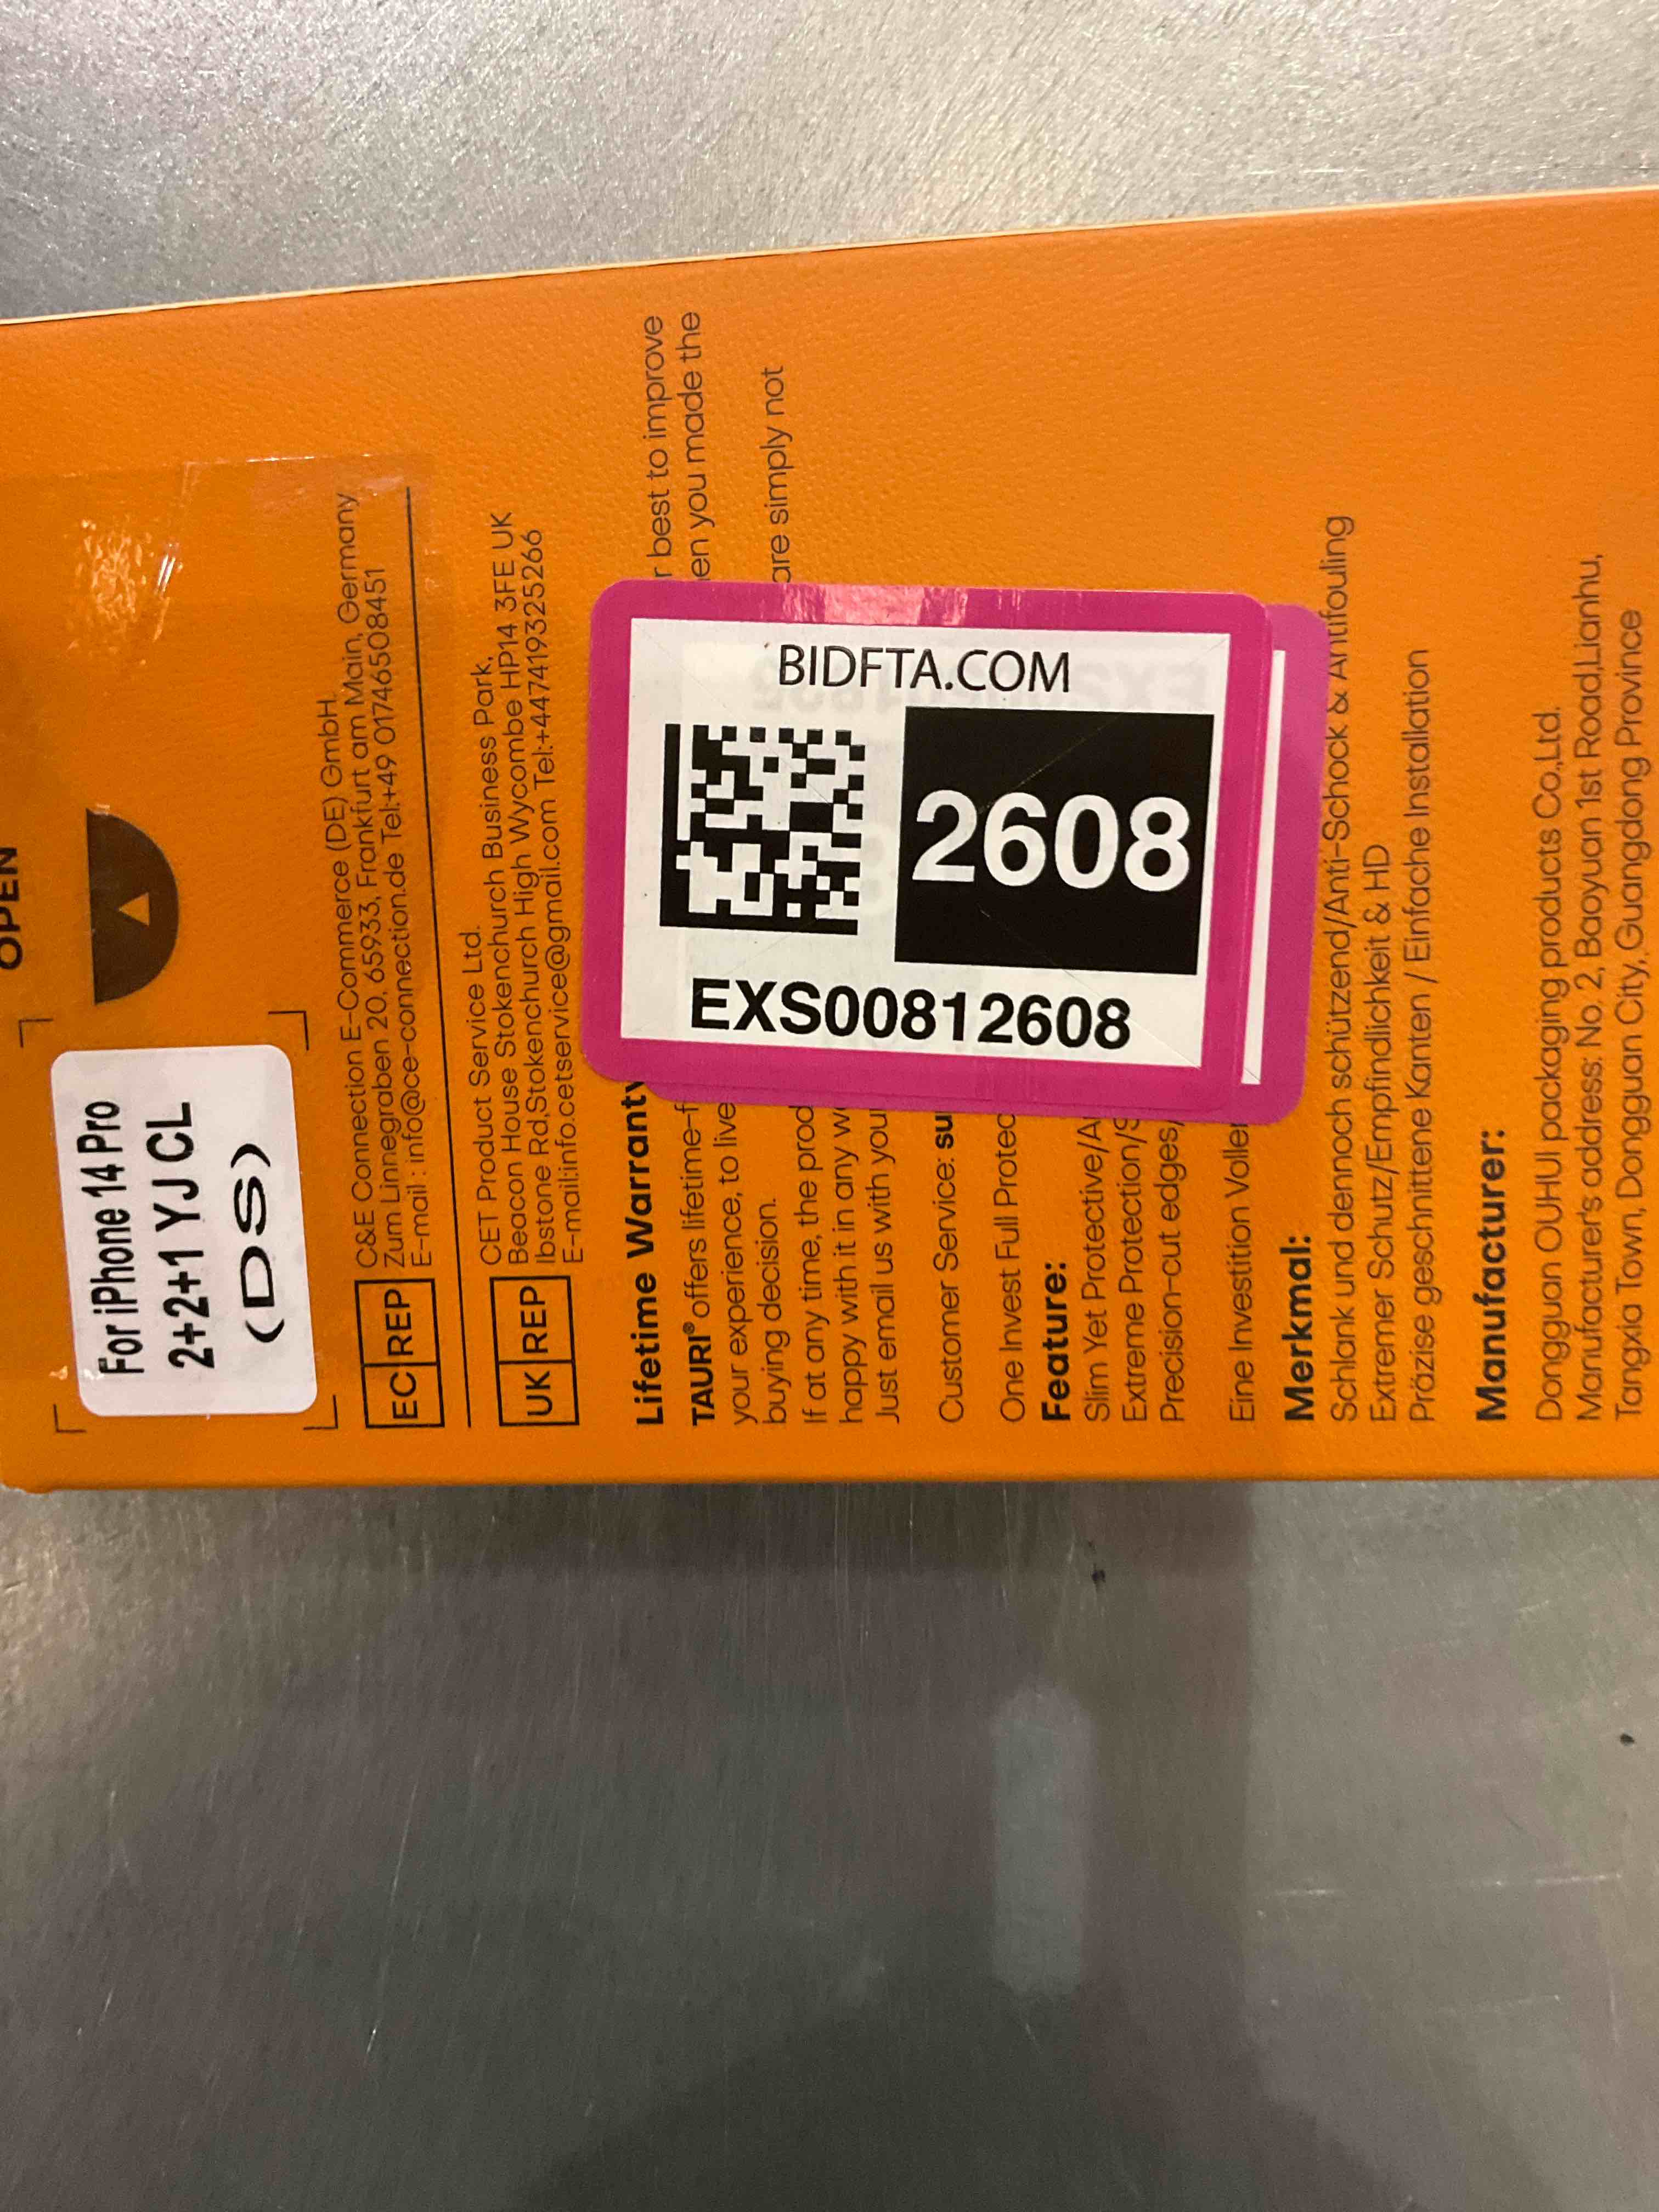 OPEN
For iPhone 14 Pro
2+2+1 YJ CL
(DS)
EC REP
C&E Connection E-Commerce (DE) GmbH.
Zum Linnegraben 20, 65933, Frankfurt am Main, Germany
E-mail : info@ce-connection.de Tel:+49 01746508451
UK REP
CET Product Service Ltd.
Beacon House Stokenchurch Business Park,
Ibstone Rd,Stokenchurch High Wycombe HP14 3FE UK
E-mail:info.cetservice@gmail.com Tel:+447419325266
Lifetime Warranty
TAURI® offers lifetime-f r best to improve
your experience, to live en you made the
buying decision.
If at any time, the prod are simply not
happy with it in any w
Just email us with your
Customer Service: su
One Invest Full Protec
Feature:
Slim Yet Protective/A
Extreme Protection/S
Precision-cut edges/
Eine Investition Voller
Merkmal:
Schlank und dennoch schützend/Anti-Schock & Antifouling
Extremer Schutz/Empfindlichkeit & HD
Präzise geschnittene Kanten / Einfache Installation
Manufacturer:
Dongguan OUHUI packaging products Co.,Ltd.
Manufacturers address: No. 2, Baoyuan 1st Road,Lianhu,
Tangxia Town, Dongguan City, Guangdong Province
BIDFTA.COM
2608
EXS00812608